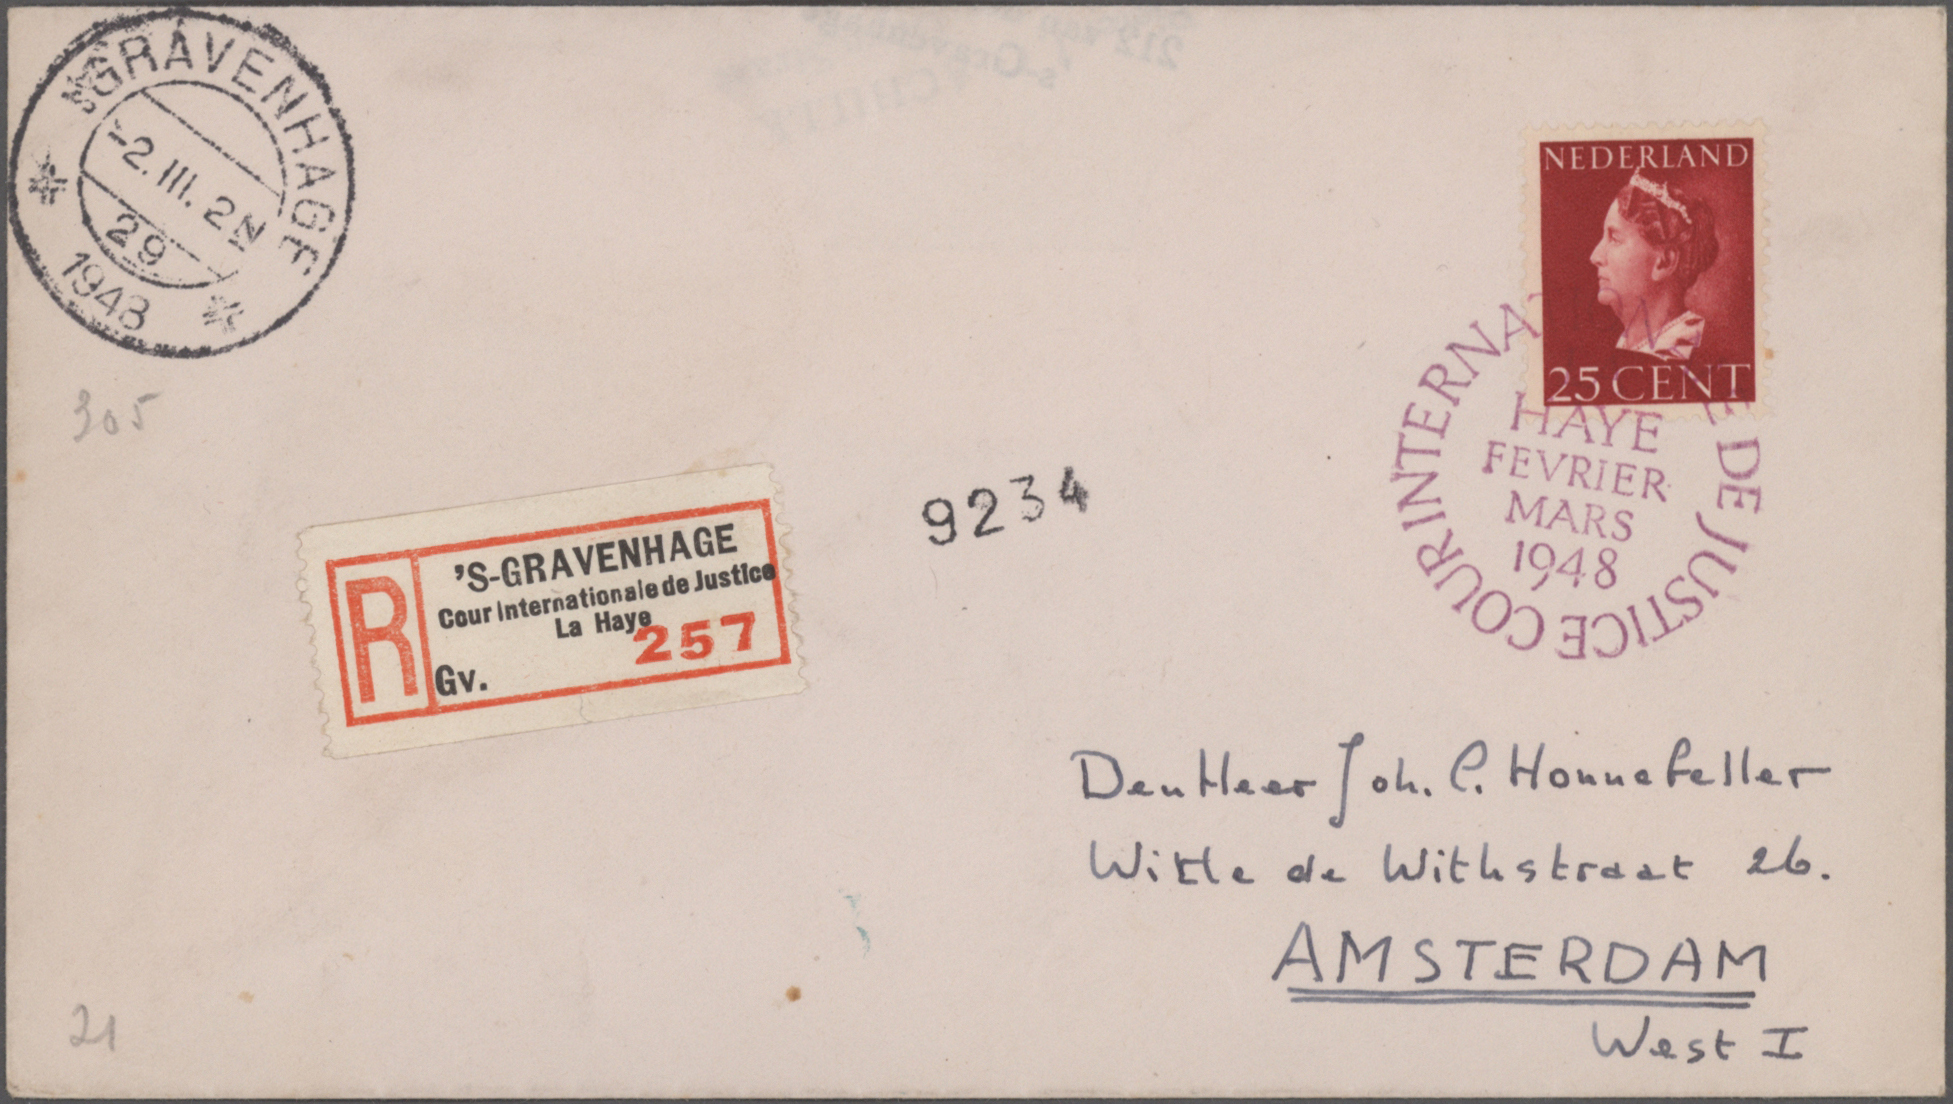 'S GRAVENHAGE
-2.III. 2N
29
1948
NEDERLAND
25 CENT
COUR INTERNATIONALE DE JUSTICE
HAYE
FEVRIER
MARS
1948
305
9234
R
'S-GRAVENHAGE
Cour Internationale de Justice
La Haye
257
Gv.
Den Heer Joh. C. Honnefeller
Witte de Withstraat 26.
AMSTERDAM
West I
21